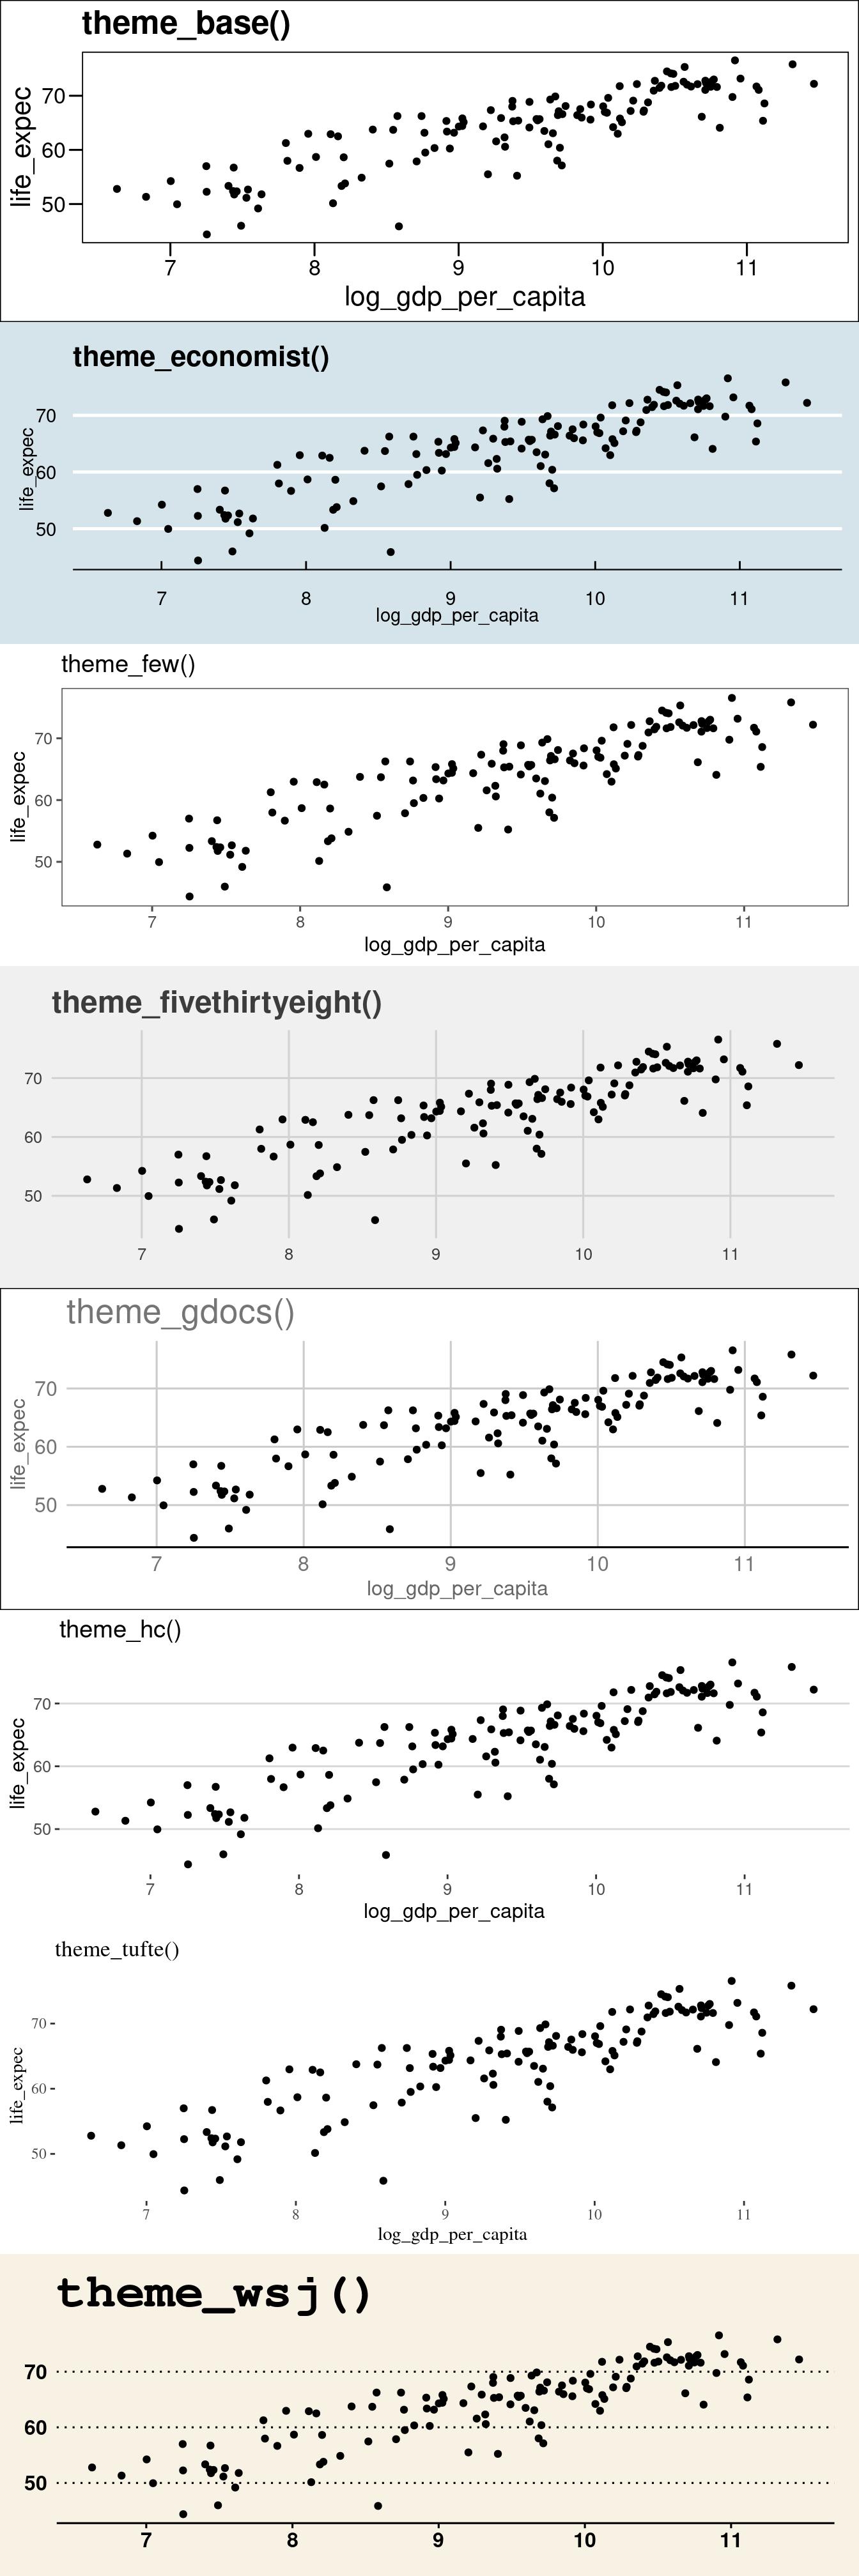 theme_base()
life_expec
70
60
50
7 8 9 10 11
log_gdp_per_capita
theme_economist()
life_expec
70
60
50
7 8 9 10 11
log_gdp_per_capita
theme_few()
life_expec
70
60
50
7 8 9 10 11
log_gdp_per_capita
theme_fivethirtyeight()
70
60
50
7 8 9 10 11
theme_gdocs()
life_expec
70
60
50
7 8 9 10 11
log_gdp_per_capita
theme_hc()
life_expec
70
60
50
7 8 9 10 11
log_gdp_per_capita
theme_tufte()
life_expec
70
60
50
7 8 9 10 11
log_gdp_per_capita
theme_wsj()
70
60
50
7 8 9 10 11